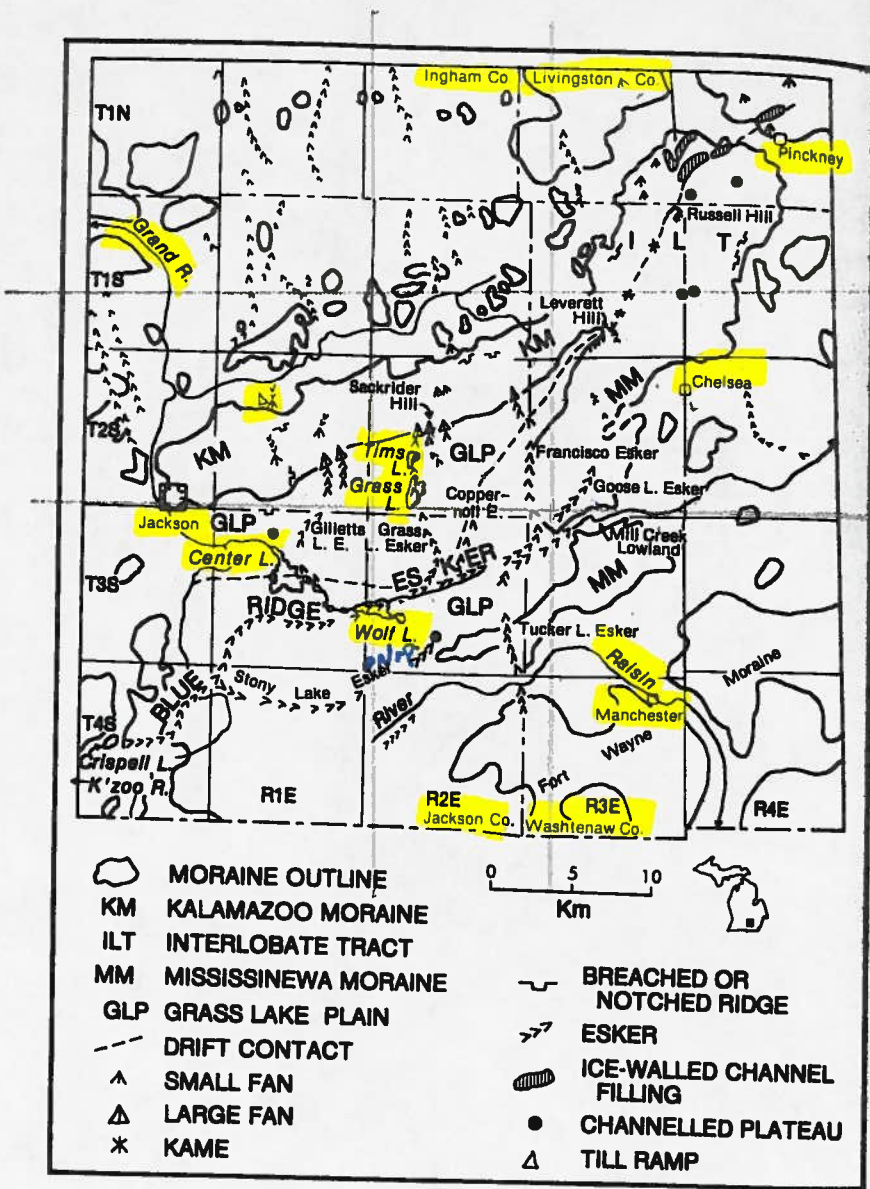 Ingham Co
Livingston Co.
T1N
Pinckney
Russell Hill
Grand R.
I L T
T1S
Leverett
Hill
KM
MM
Chelsea
Sackrider
Hill
T2S
KM
Tims
L.
GLP
Francisco Esker
Grass
L.
Copper-
noll E.
Goose L. Esker
Jackson
GLP
Gilletts
L. E.
Grass
L. Esker
Mill Creek
Lowland
Center L.
ESKER
MM
T3S
RIDGE
GLP
Wolf L.
Tucker L. Esker
Raisin
Moraine
Stony Lake Esker
BLUE
River
Manchester
T4S
Wayne
Crispell L.
K'zoo R.
Fort
R1E
R2E
R3E
R4E
Jackson Co.
Washtenaw Co.
MORAINE OUTLINE
KM KALAMAZOO MORAINE
ILT INTERLOBATE TRACT
MM MISSISSINEWA MORAINE
GLP GRASS LAKE PLAIN
DRIFT CONTACT
SMALL FAN
LARGE FAN
KAME
0 5 10
Km
BREACHED OR
NOTCHED RIDGE
ESKER
ICE-WALLED CHANNEL
FILLING
CHANNELLED PLATEAU
TILL RAMP